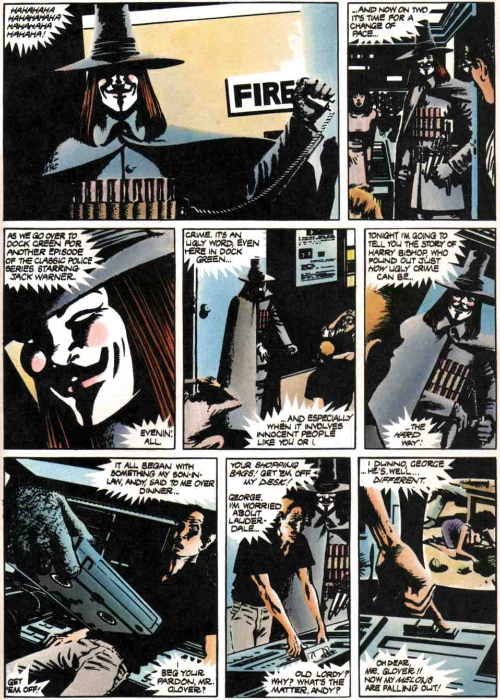 HAHAHAHA
HAHAHAHAHA
HAHAHAHA
HAHAHA!
FIRE
...AND NOW ON TWO
IT'S TIME FOR A
CHANGE OF
PACE...
AS WE GO OVER TO
DOCK GREEN FOR
ANOTHER EPISODE
OF THE CLASSIC POLICE
SERIES STARRING
JACK WARNER...
EVENIN',
ALL.
CRIME. IT'S AN
UGLY WORD, EVEN
HERE IN DOCK
GREEN...
...AND ESPECIALLY
WHEN IT INVOLVES
INNOCENT PEOPLE
LIKE YOU OR I.
TONIGHT I'M GOING TO
TELL YOU THE STORY OF
HARRY BISHOP, WHO
FOUND OUT JUST
HOW UGLY CRIME
CAN BE...
...THE
HARD
WAY!
IT ALL BEGAN WITH
SOMETHING MY SON-IN-
LAW, ANDY, SAID TO ME OVER
DINNER...
GET
'EM OFF!
I
BEG YOUR
PARDON, MR.
GLOVER?
YOUR SHOPPING
BAGS! GET 'EM OFF
MY DESK!
GEORGE,
I'M WORRIED
ABOUT
LAUDER-
DALE...
OLD LORDY?
WHY? WHAT'S THE
MATTER, ANDY?
I DUNNO, GEORGE
...HE'S, WELL...
DIFFERENT.
OH DEAR,
MR. GLOVER!!
NOW MY MELONS
ARE FALLING OUT!